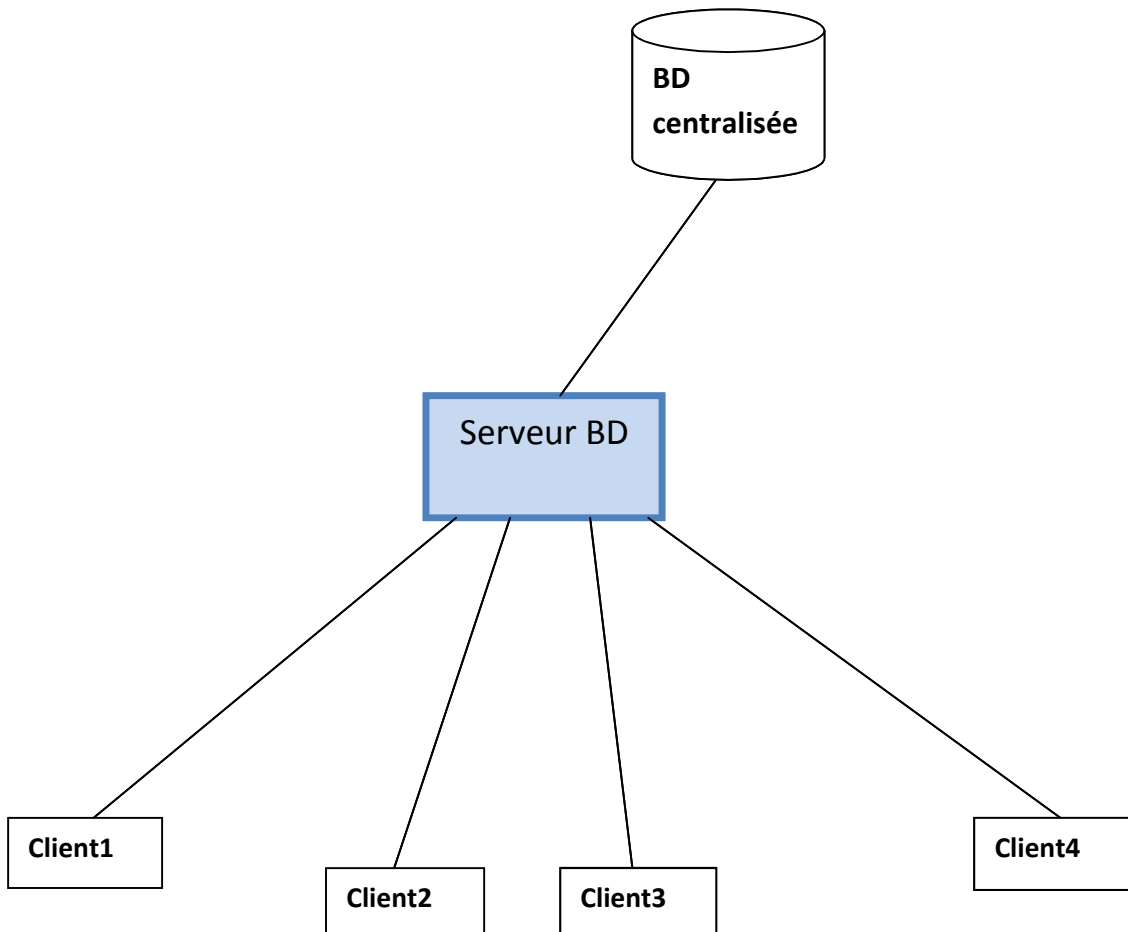 BD
centralisée
Serveur BD
Client1
Client2
Client3
Client4